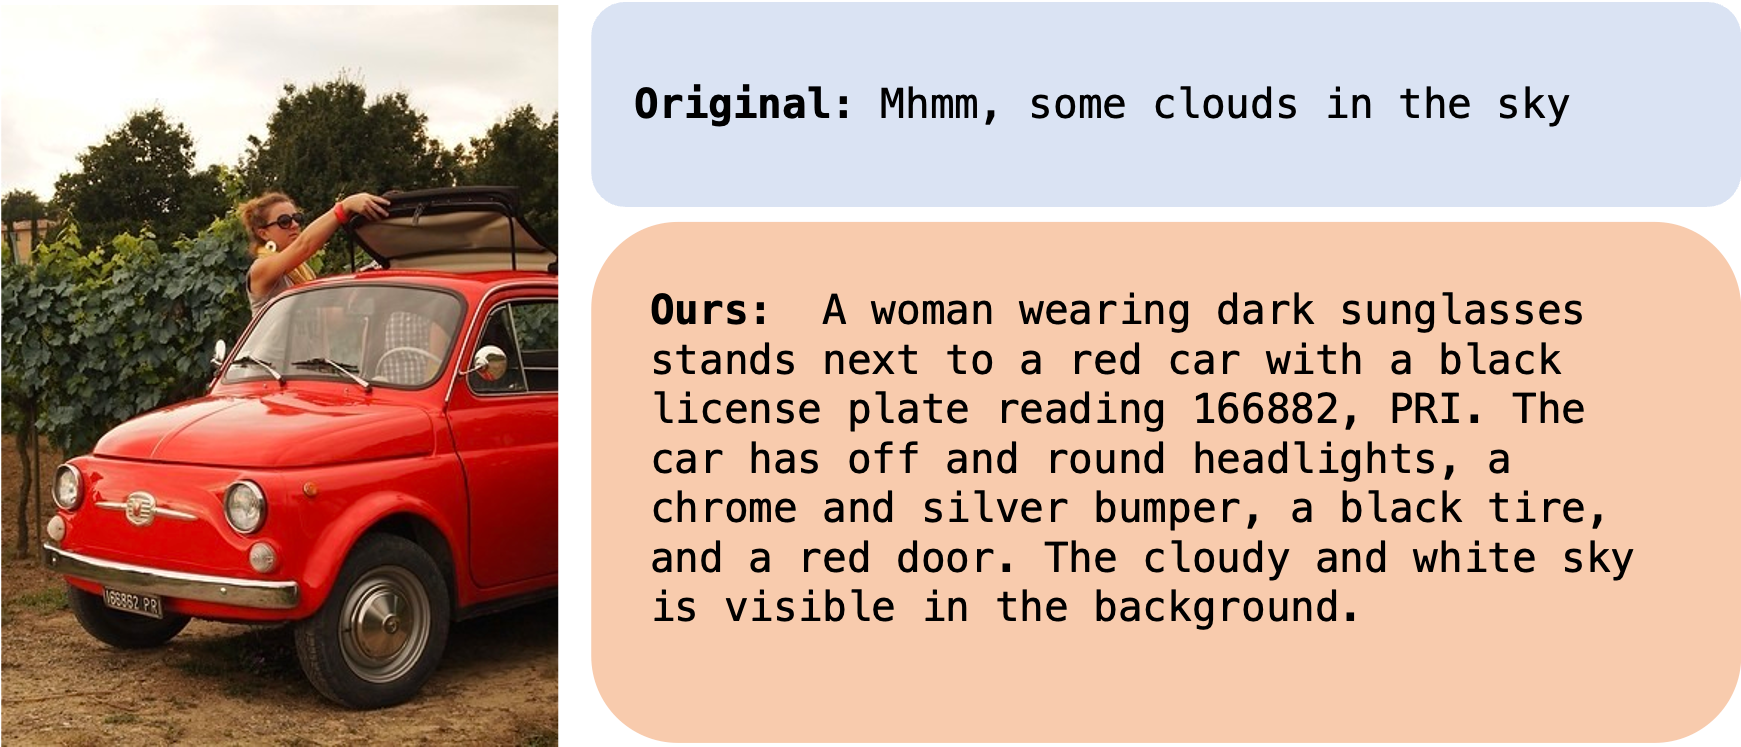 Original: Mhmm, some clouds in the sky
Ours: A woman wearing dark sunglasses
stands next to a red car with a black
license plate reading 166882, PRI. The
car has off and round headlights, a
chrome and silver bumper, a black tire,
and a red door. The cloudy and white sky
is visible in the background.
166862 PR